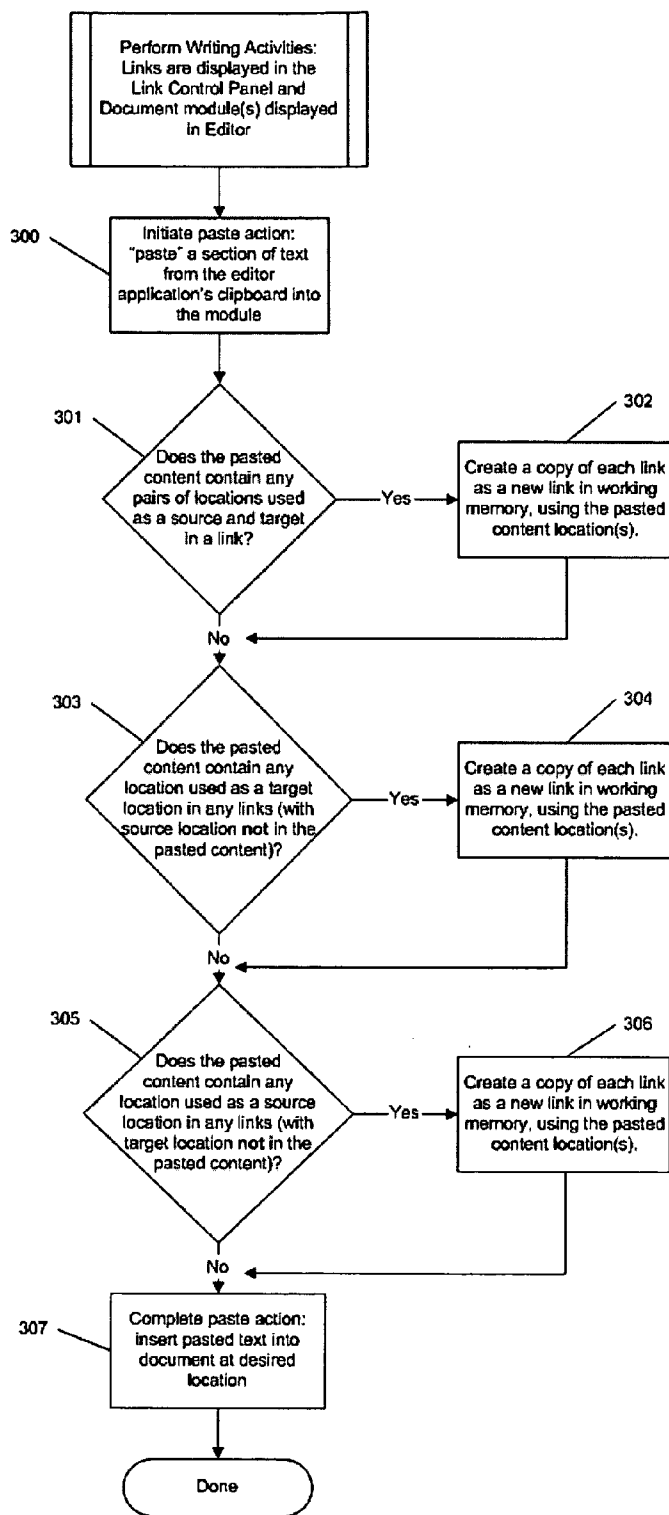 Perform Writing Activities:
Links are displayed in the
Link Control Panel and
Document module(s) displayed
in Editor
300
Initiate paste action:
"paste" a section of text
from the editor
application's clipboard into
the module
301
Does the pasted
content contain any
pairs of locations used
as a source and target
in a link?
Yes
302
Create a copy of each link
as a new link in working
memory, using the pasted
content location(s).
No
303
Does the pasted
content contain any
location used as a target
location in any links (with
source location not in the
pasted content)?
Yes
304
Create a copy of each link
as a new link in working
memory, using the pasted
content location(s).
No
305
Does the pasted
content contain any
location used as a source
location in any links (with
target location not in the
pasted content)?
Yes
306
Create a copy of each link
as a new link in working
memory, using the pasted
content location(s).
No
307
Complete paste action:
insert pasted text into
document at desired
location
Done